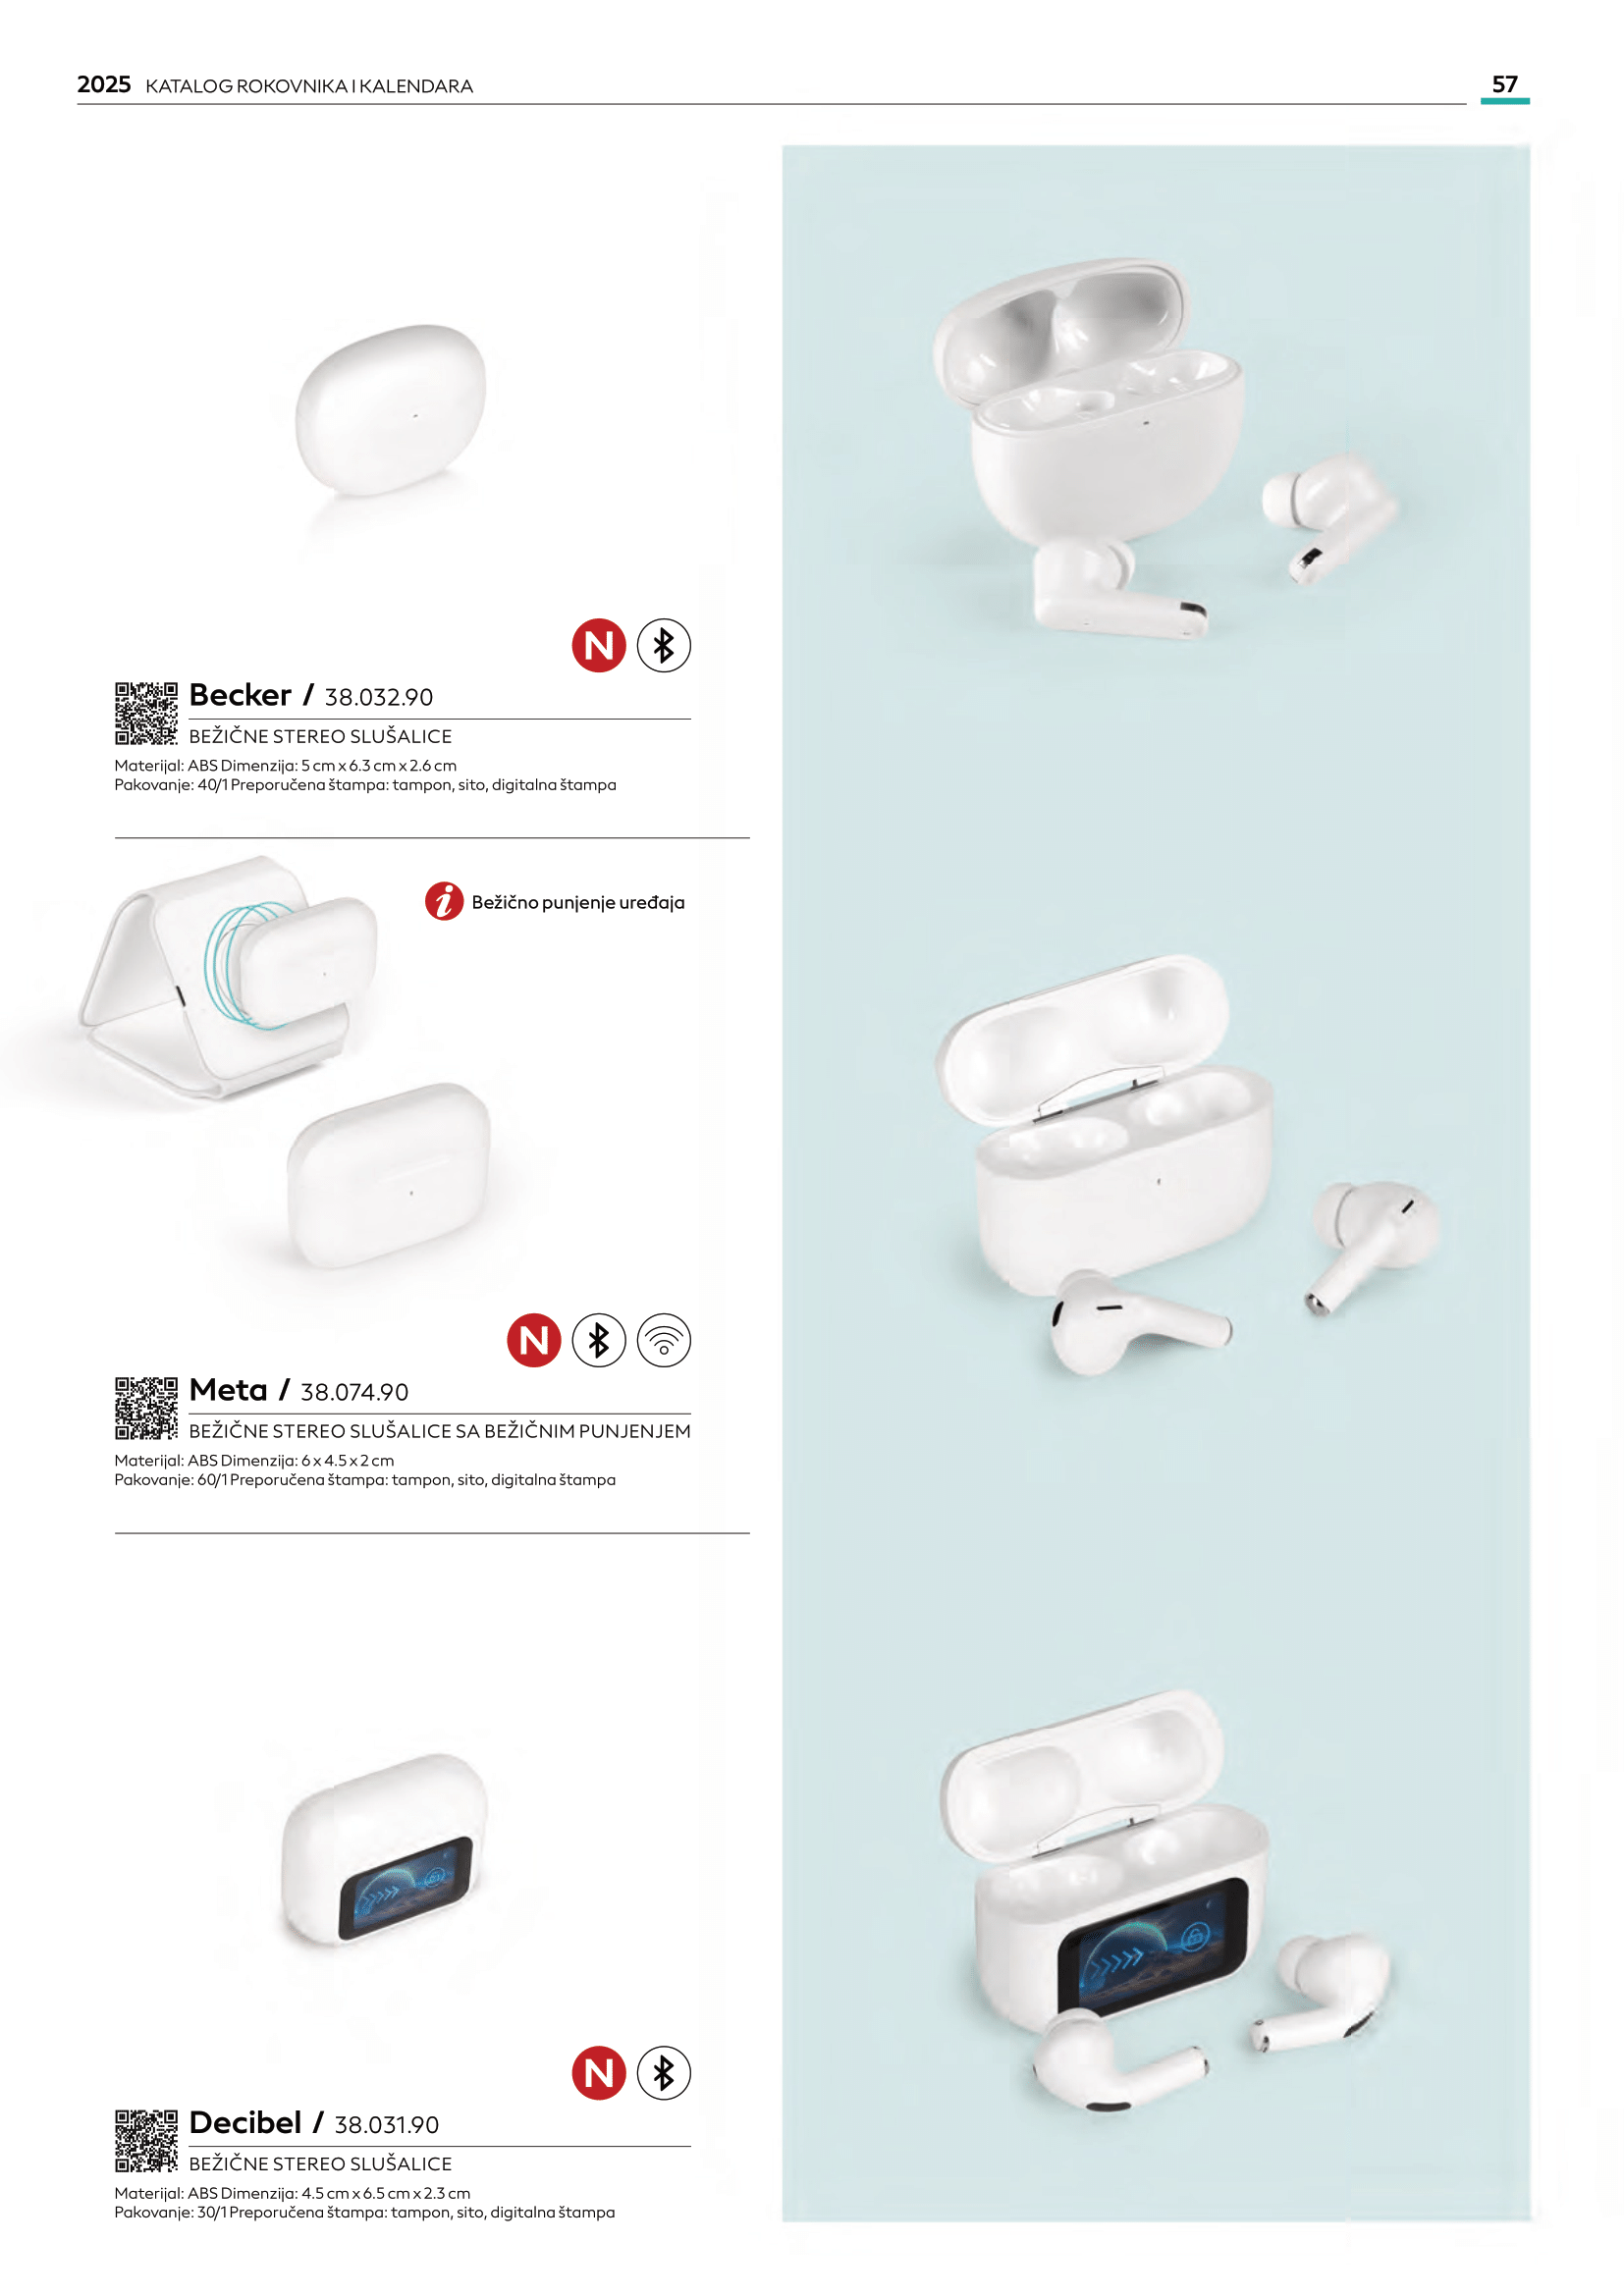 2025 KATALOG ROKOVNIKA I KALENDARA
57
N
Becker / 38.032.90
BEŽIČNE STEREO SLUŠALICE
Materijal: ABS Dimenzija: 5 cm x 6.3 cm x 2.6 cm
Pakovanje: 40/1 Preporučena štampa: tampon, sito, digitalna štampa
i Bežično punjenje uređaja
N
Meta / 38.074.90
BEŽIČNE STEREO SLUŠALICE SA BEŽIČNIM PUNJENJEM
Materijal: ABS Dimenzija: 6 x 4.5 x 2 cm
Pakovanje: 60/1 Preporučena štampa: tampon, sito, digitalna štampa
N
Decibel / 38.031.90
BEŽIČNE STEREO SLUŠALICE
Materijal: ABS Dimenzija: 4.5 cm x 6.5 cm x 2.3 cm
Pakovanje: 30/1 Preporučena štampa: tampon, sito, digitalna štampa